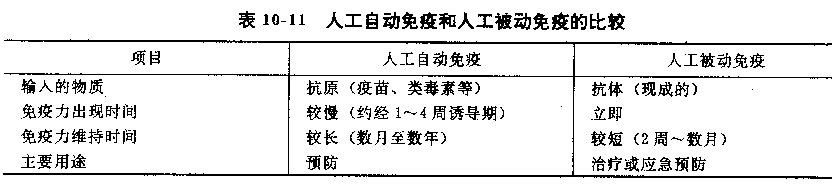 表 10-11 人工自动免疫和人工被动免疫的比较
项目 人工自动免疫 人工被动免疫
输入的物质 抗原（疫苗、类毒素等） 抗体（现成的）
免疫力出现时间 较慢（约经 1～4 周诱导期） 立即
免疫力维持时间 较长（数月至数年） 较短（2 周～数月）
主要用途 预防 治疗或应急预防